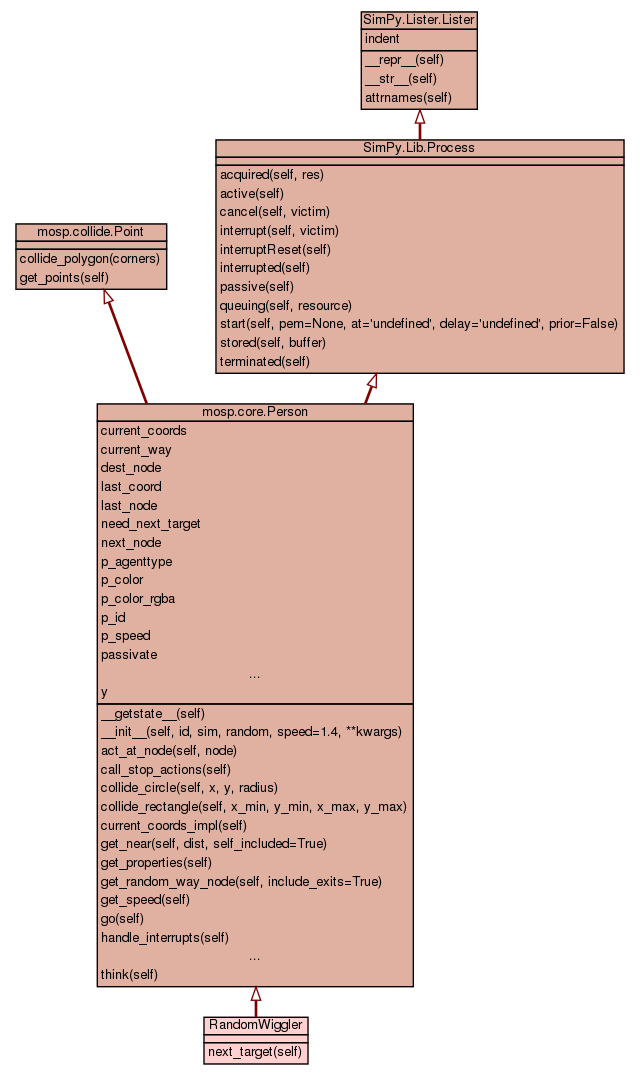 SimPy.Lister.Lister
indent
__repr__(self)
__str__(self)
attrnames(self)
SimPy.Lib.Process
acquired(self, res)
active(self)
cancel(self, victim)
interrupt(self, victim)
interruptReset(self)
interrupted(self)
passive(self)
queuing(self, resource)
start(self, pem=None, at='undefined', delay='undefined', prior=False)
stored(self, buffer)
terminated(self)
mosp.collide.Point
collide_polygon(corners)
get_points(self)
mosp.core.Person
current_coords
current_way
dest_node
last_coord
last_node
need_next_target
next_node
p_agenttype
p_color
p_color_rgba
p_id
p_speed
passivate
...
y
__getstate__(self)
__init__(self, id, sim, random, speed=1.4, **kwargs)
act_at_node(self, node)
call_stop_actions(self)
collide_circle(self, x, y, radius)
collide_rectangle(self, x_min, y_min, x_max, y_max)
current_coords_impl(self)
get_near(self, dist, self_included=True)
get_properties(self)
get_random_way_node(self, include_exits=True)
get_speed(self)
go(self)
handle_interrupts(self)
...
think(self)
RandomWiggler
next_target(self)